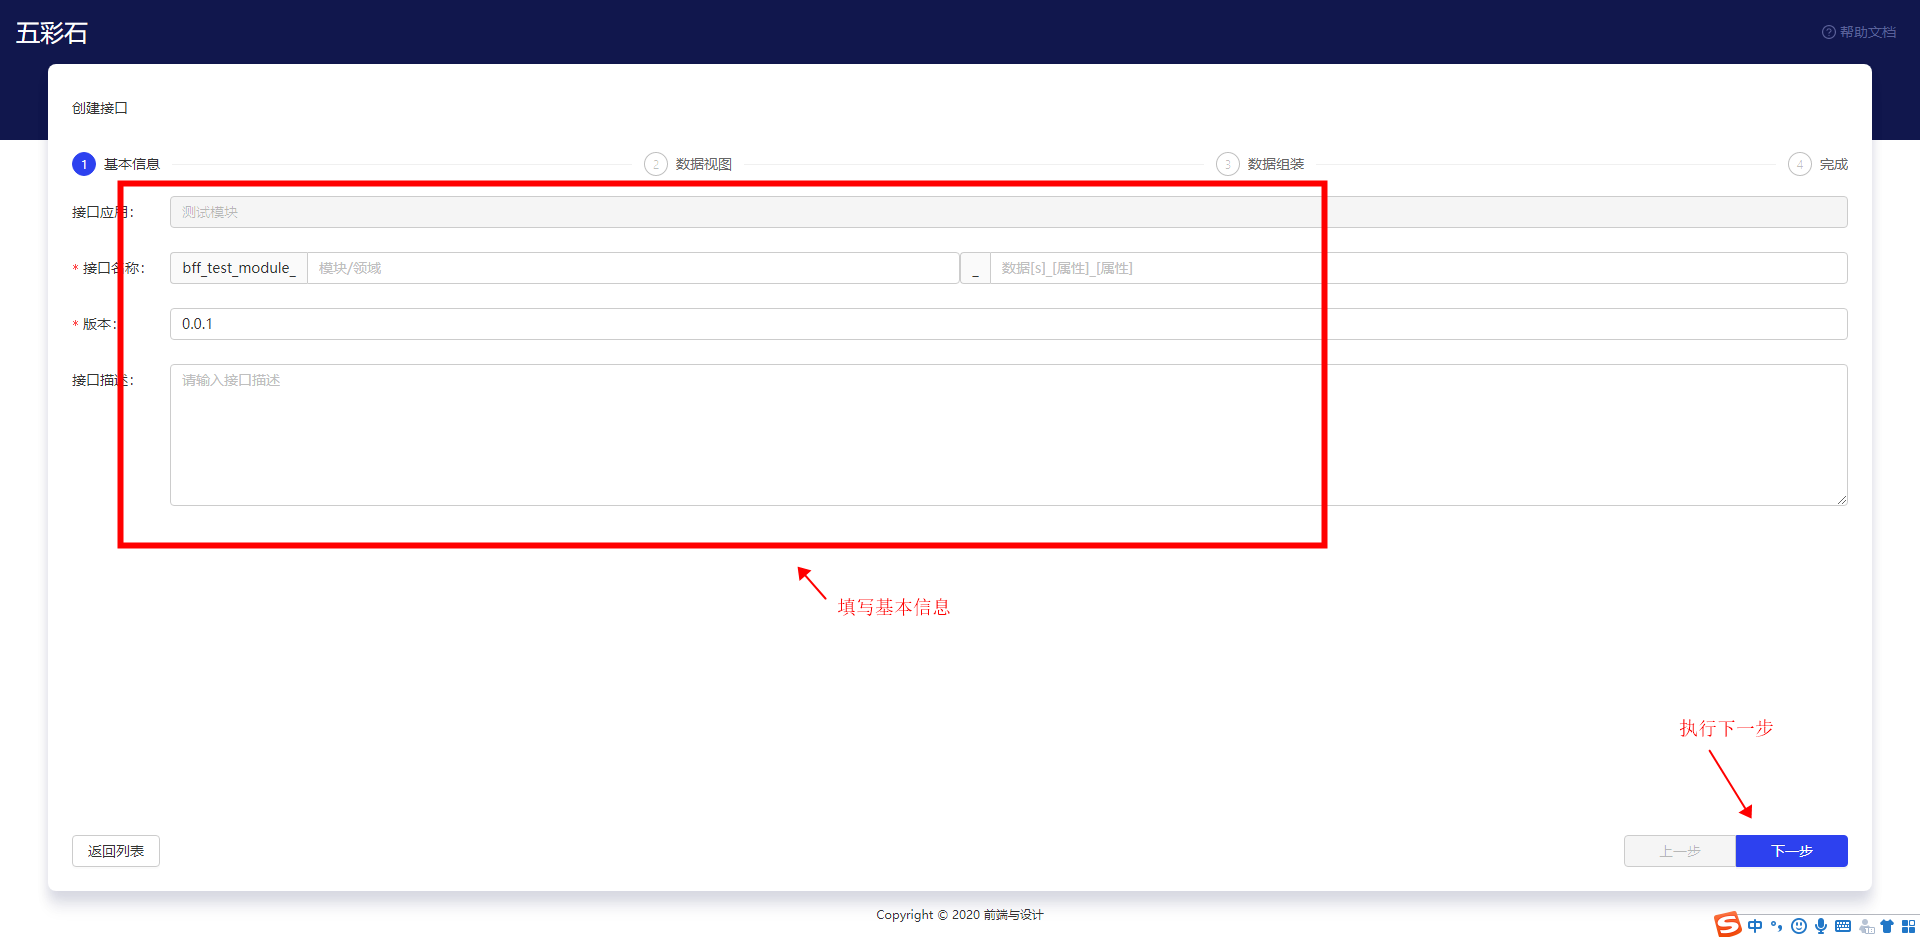 五彩石
帮助文档
创建接口
1 基本信息
2 数据视图
3 数据组装
4 完成
接口应用： 测试模块
* 接口名称： bff_test_module_ 模块/领域 _ 数据[s]_[属性]_[属性]
* 版本： 0.0.1
接口描述： 请输入接口描述
填写基本信息
执行下一步
返回列表
上一步
下一步
Copyright © 2020 前端与设计
S 中